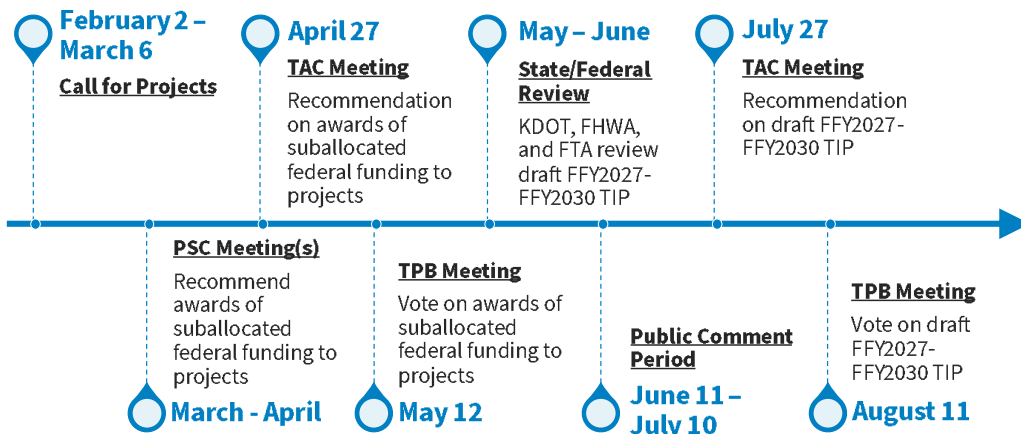 February 2 –
March 6
Call for Projects
April 27
TAC Meeting
Recommendation
on awards of
suballocated
federal funding to
projects
May – June
State/Federal
Review
KDOT, FHWA,
and FTA review
draft FFY2027-
FFY2030 TIP
July 27
TAC Meeting
Recommendation
on draft FFY2027-
FFY2030 TIP
PSC Meeting(s)
Recommend
awards of
suballocated
federal funding to
projects
March - April
TPB Meeting
Vote on awards of
suballocated
federal funding to
projects
May 12
Public Comment
Period
June 11 –
July 10
TPB Meeting
Vote on draft
FFY2027-
FFY2030 TIP
August 11